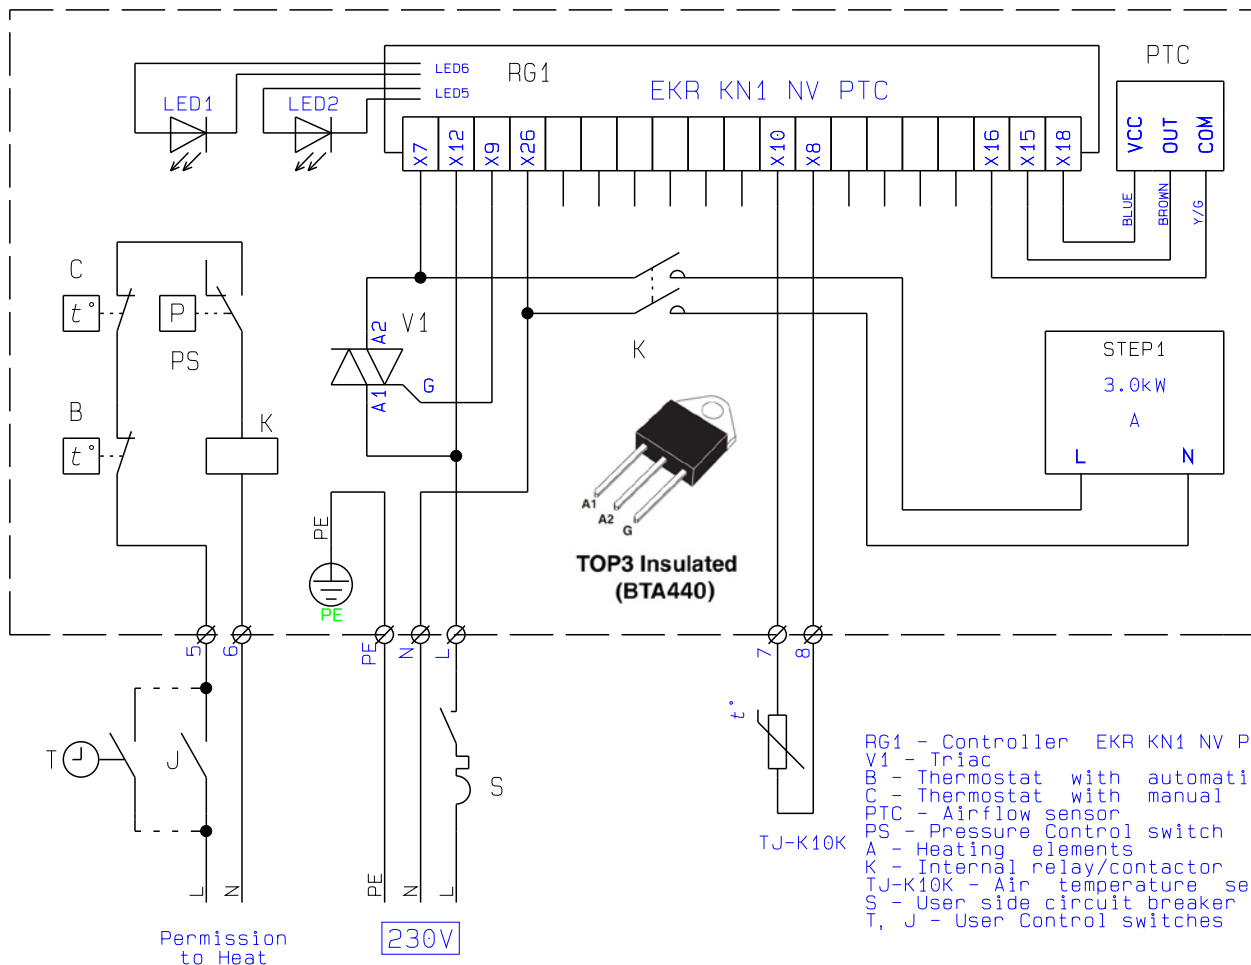 PTC
LED6
RG1
EKR KN1 NV PTC
LED5
LED1
LED2
X7
X12
X9
X26
X10
X8
X16
X15
X18
VCC
OUT
COM
BLUE
BROWN
Y/G
C
t°
P
PS
V1
A2
A1
G
K
STEP1
3.0kW
A
L
N
B
t°
K
A1
A2
G
TOP3 Insulated
(BTA440)
PE
PE
5
6
PE
N
L
7
8
t°
T
J
S
TJ-K10K
L
N
PE
N
L
Permission
to Heat
230V
RG1 - Controller EKR KN1 NV P
V1 - Triac
B - Thermostat with automati
C - Thermostat with manual
PTC - Airflow sensor
PS - Pressure Control switch
A - Heating elements
K - Internal relay/contactor
TJ-K10K - Air temperature se
S - User side circuit breaker
T, J - User Control switches